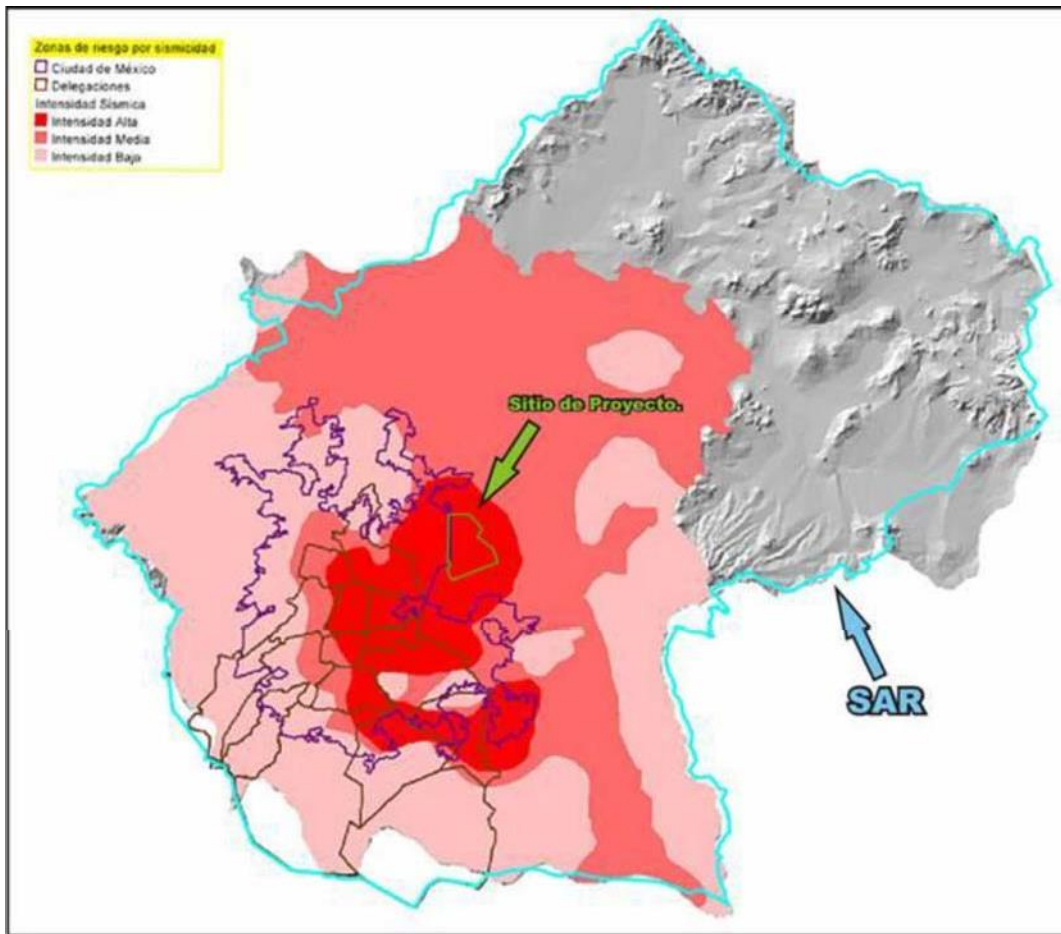 Zonas de riesgo por sismicidad
Ciudad de México
Delegaciones
Intensidad Sísmica
Intensidad Alta
Intensidad Media
Intensidad Baja
Sitio de Proyecto.
SAR